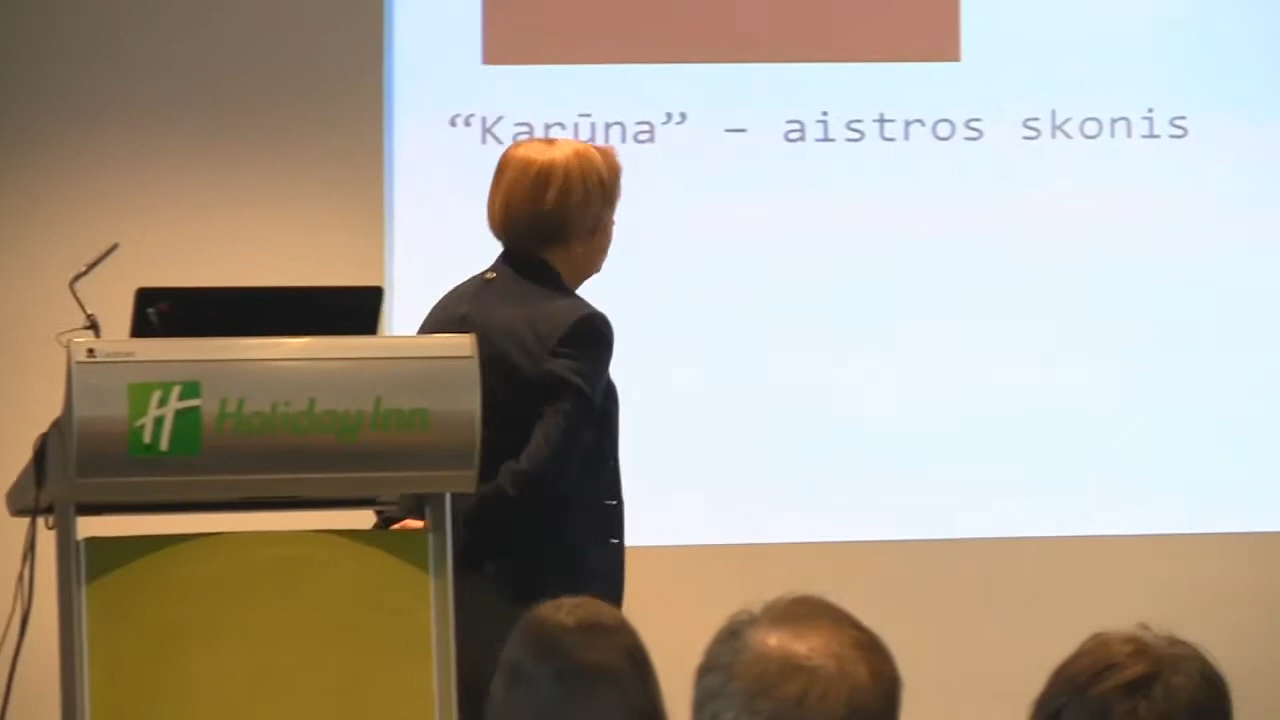 “Karūna” – aistros skonis
H Holiday Inn